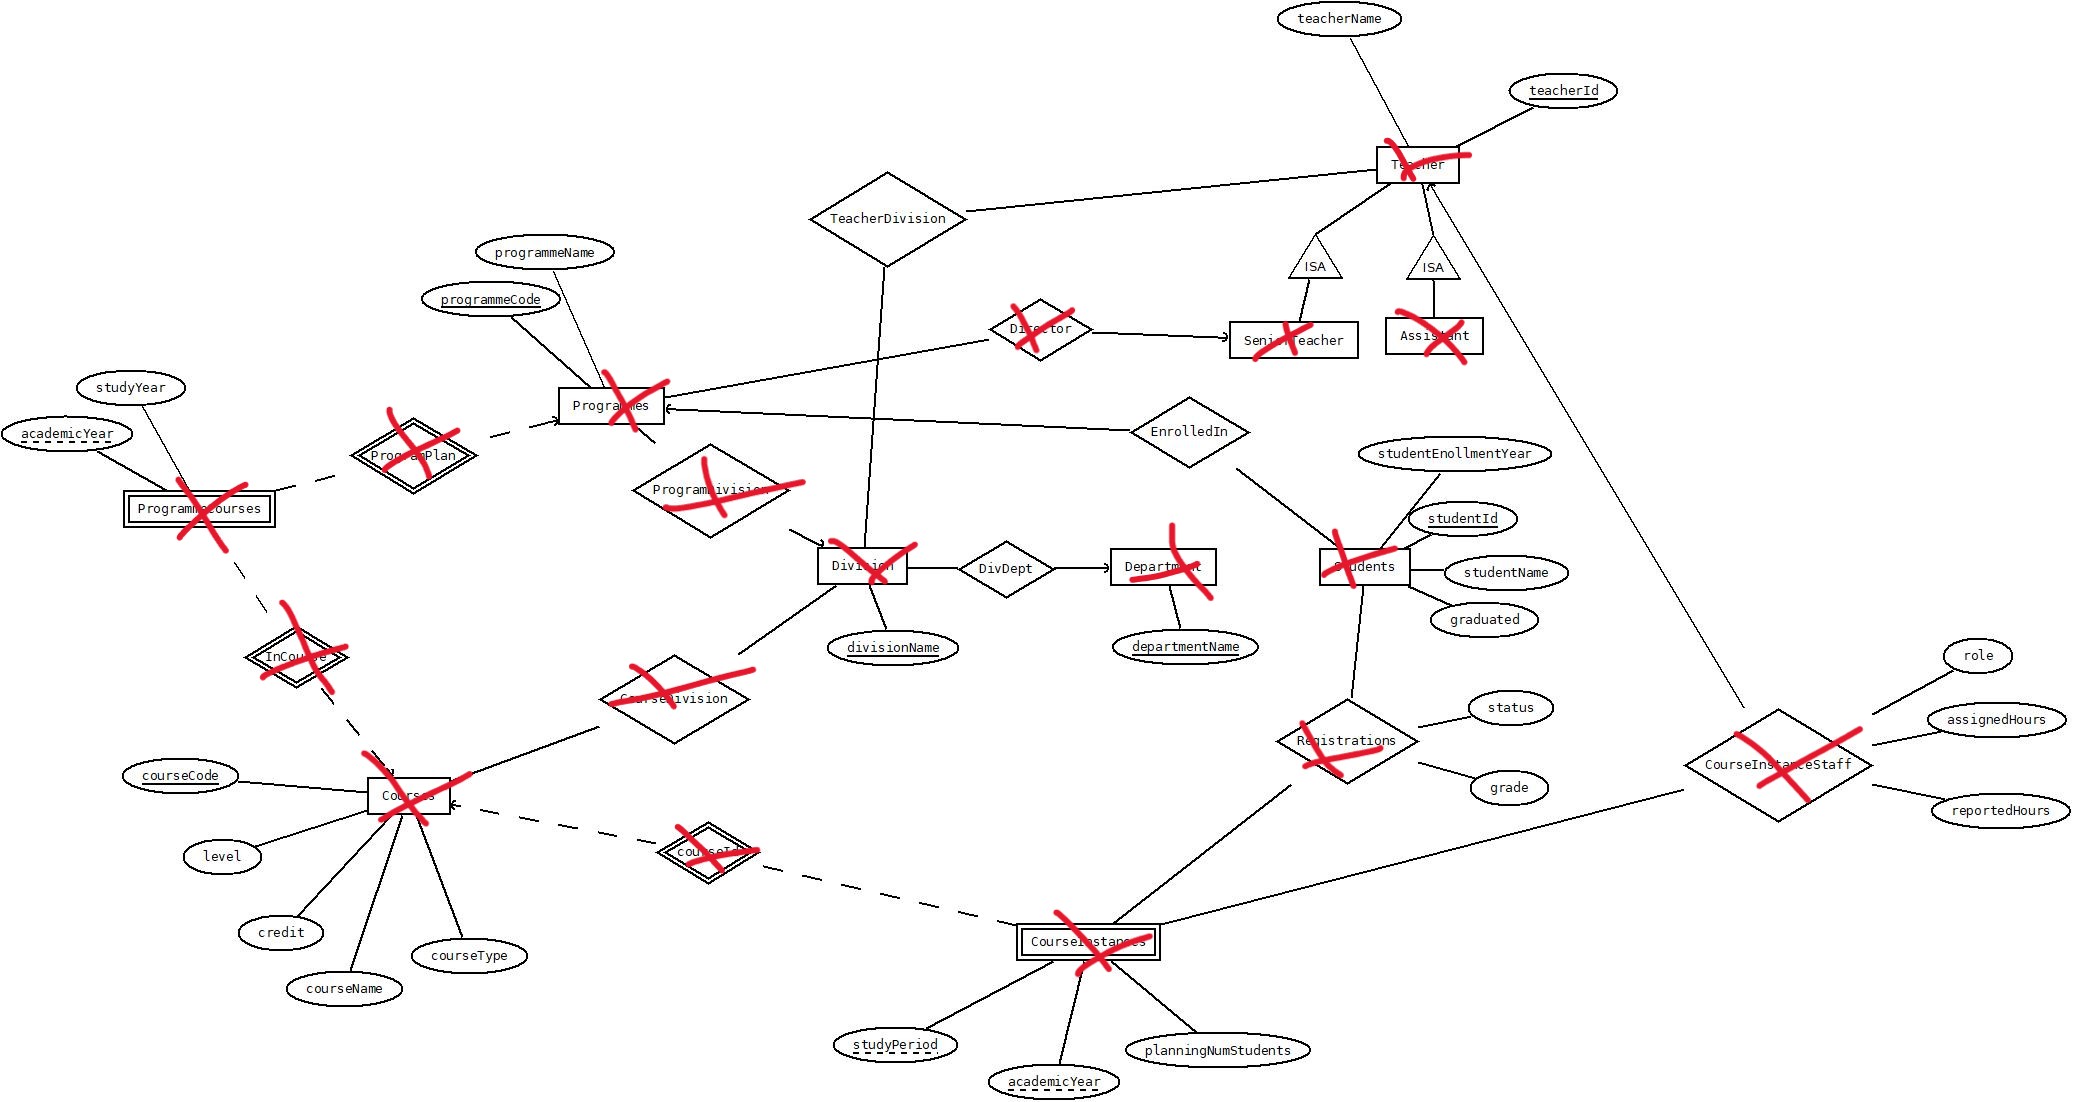 teacherName
teacherId
Teacher
TeacherDivision
programmeName
programmeCode
ISA
ISA
Director
SeniorTeacher
Assistant
studyYear
academicYear
Programmes
EnrolledIn
ProgramPlan
studentEnollmentYear
ProgramDivision
ProgrammeCourses
studentId
Division
DivDept
Department
Students
studentName
graduated
divisionName
departmentName
InCourse
role
CourseDivision
status
assignedHours
Registrations
CourseInstanceStaff
courseCode
Courses
grade
reportedHours
level
credit
courseType
CourseInstances
courseName
studyPeriod
planningNumStudents
academicYear